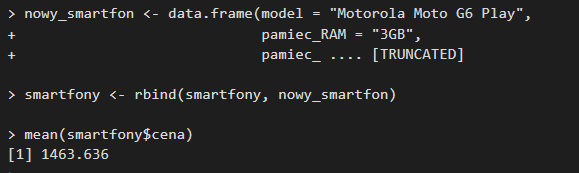 > nowy_smartfon <- data.frame(model = "Motorola Moto G6 Play",
+                             pamiec_RAM = "3GB",
+                             pamiec_ .... [TRUNCATED]
> smartfony <- rbind(smartfony, nowy_smartfon)
> mean(smartfony$cena)
[1] 1463.636